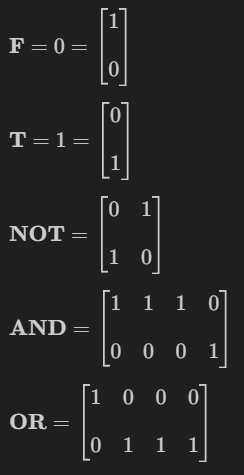 F = 0 = [1
0]
T = 1 = [0
1]
NOT = [0 1
1 0]
AND = [1 1 1 0
0 0 0 1]
OR = [1 0 0 0
0 1 1 1]